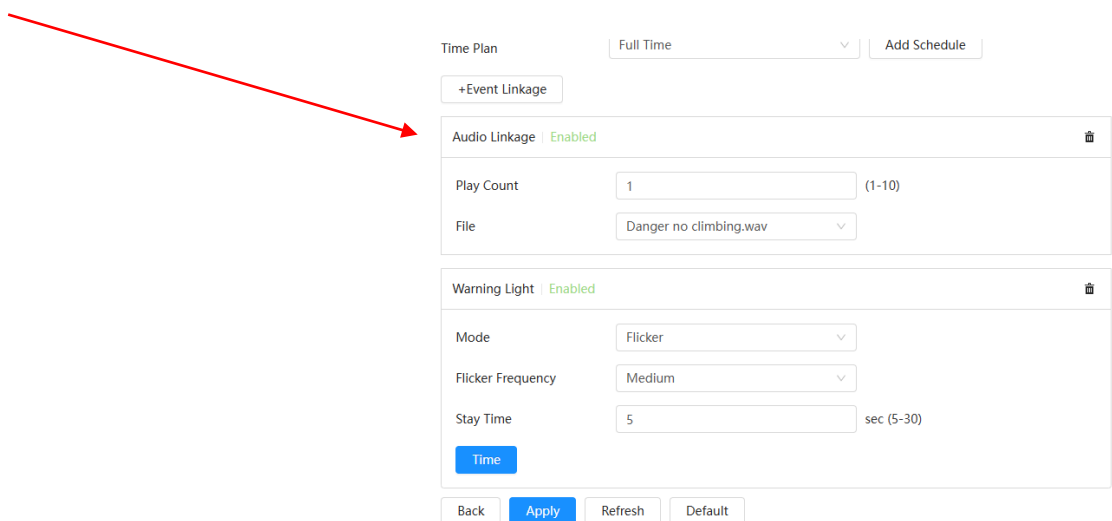 Time Plan Full Time Add Schedule
+Event Linkage
Audio Linkage Enabled
Play Count 1 (1-10)
File Danger no climbing.wav
Warning Light Enabled
Mode Flicker
Flicker Frequency Medium
Stay Time 5 sec (5-30)
Time
Back Apply Refresh Default